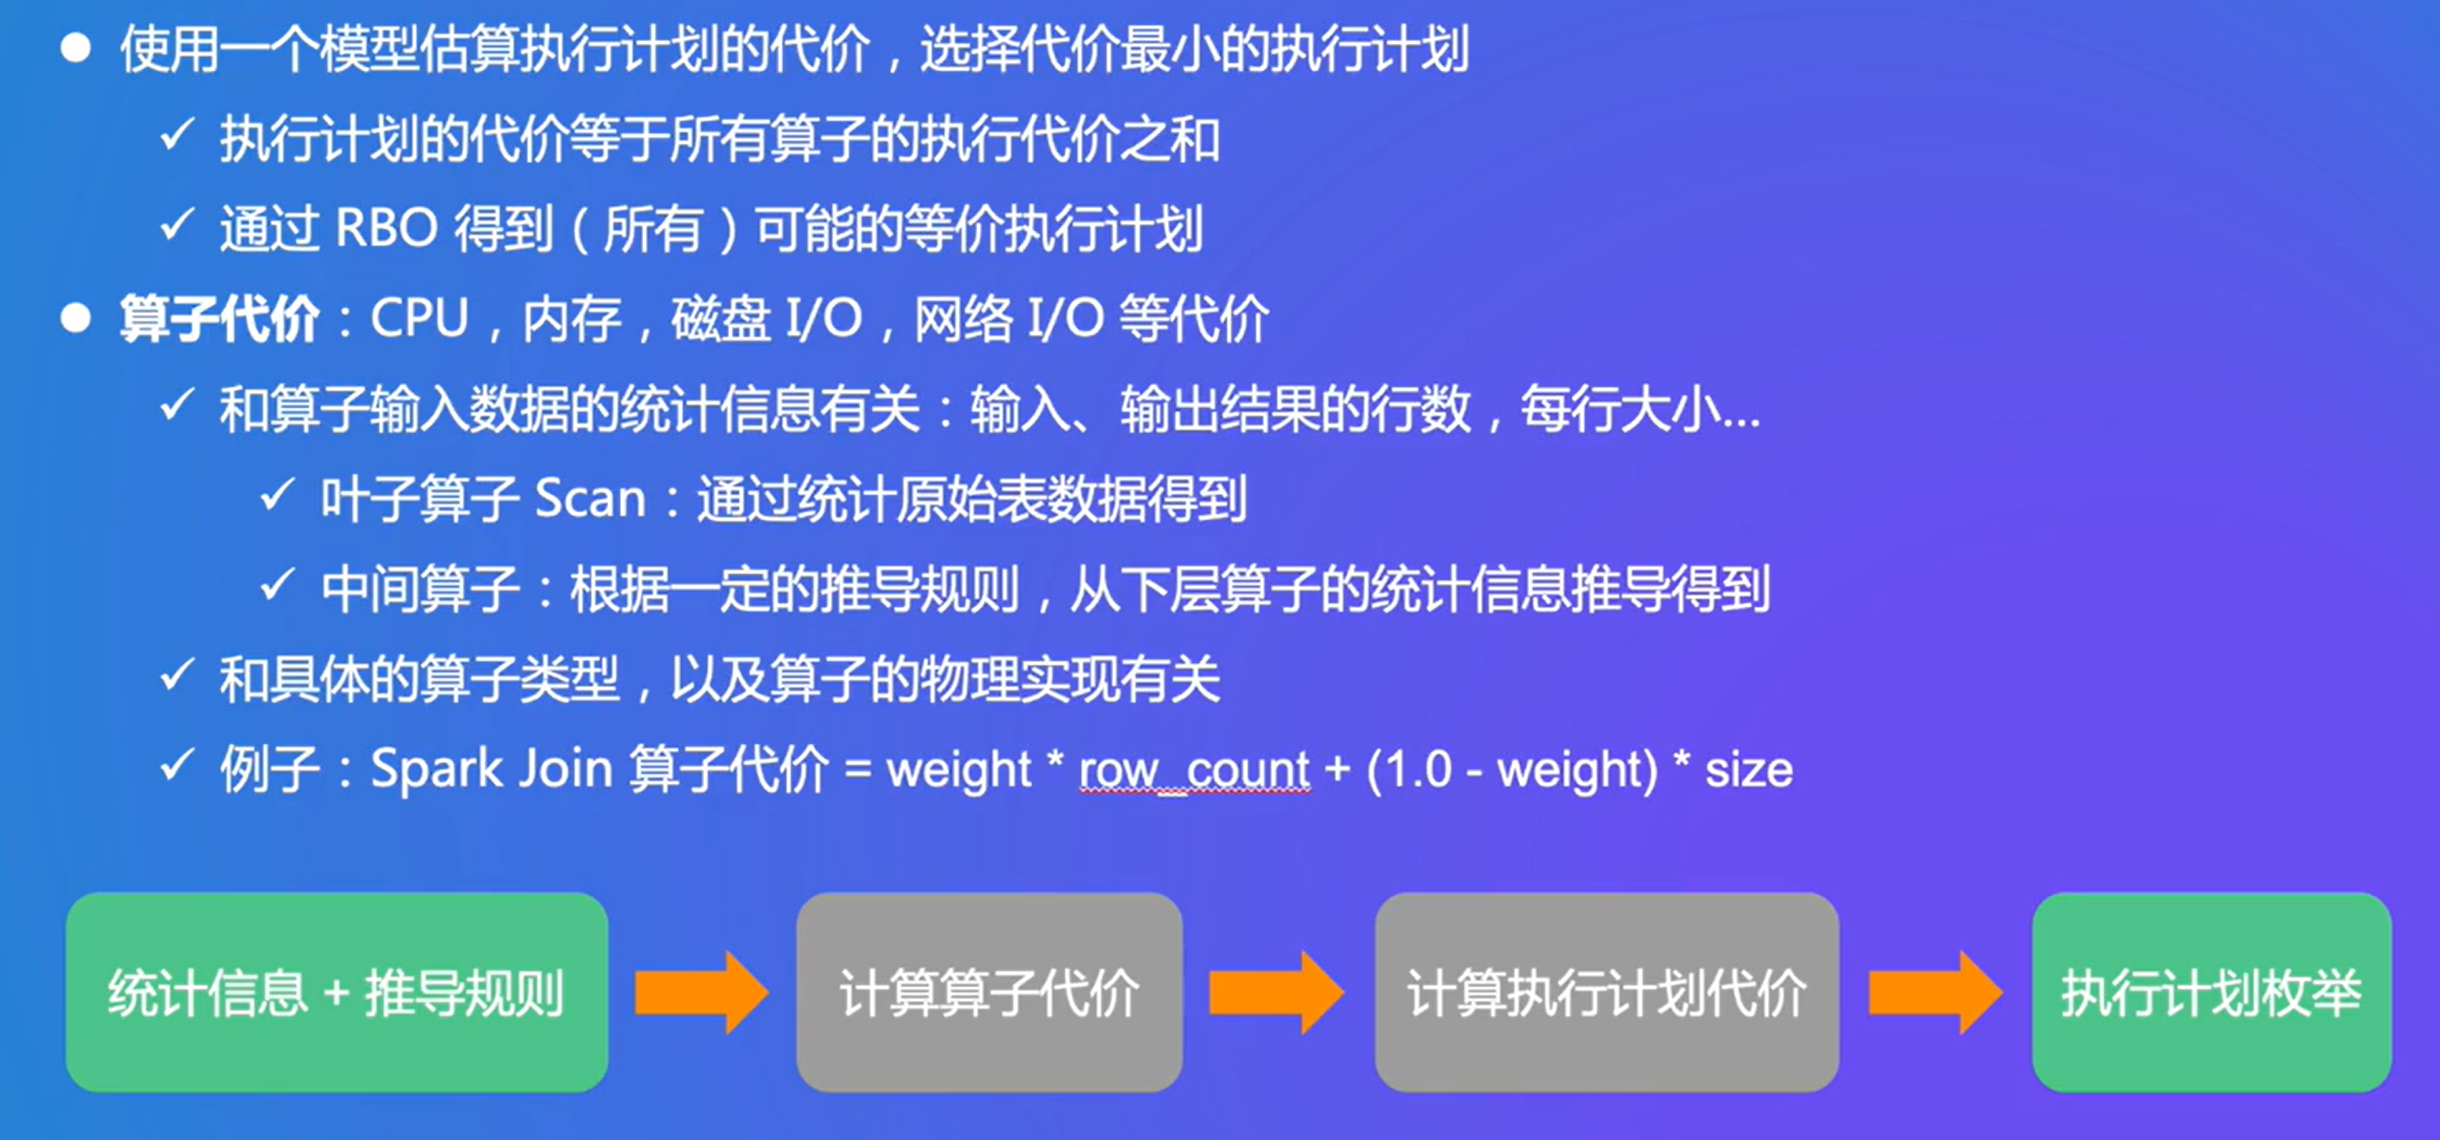 ● 使用一个模型估算执行计划的代价，选择代价最小的执行计划
✓ 执行计划的代价等于所有算子的执行代价之和
✓ 通过 RBO 得到（所有）可能的等价执行计划
● 算子代价：CPU，内存，磁盘 I/O，网络 I/O 等代价
✓ 和算子输入数据的统计信息有关：输入、输出结果的行数，每行大小...
✓ 叶子算子 Scan：通过统计原始表数据得到
✓ 中间算子：根据一定的推导规则，从下层算子的统计信息推导得到
✓ 和具体的算子类型，以及算子的物理实现有关
✓ 例子：Spark Join 算子代价 = weight * row_count + (1.0 - weight) * size
统计信息 + 推导规则
计算算子代价
计算执行计划代价
执行计划枚举